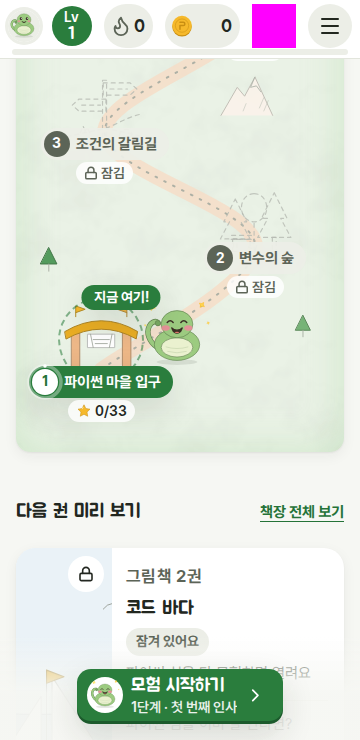 Lv
1
0
0
3 조건의 갈림길
잠김
2 변수의 숲
잠김
지금 여기!
1 파이썬 마을 입구
0/33
다음 권 미리 보기
책장 전체 보기
그림책 2권
코드 바다
잠겨 있어요
모험 시작하기
1단계 · 첫 번째 인사